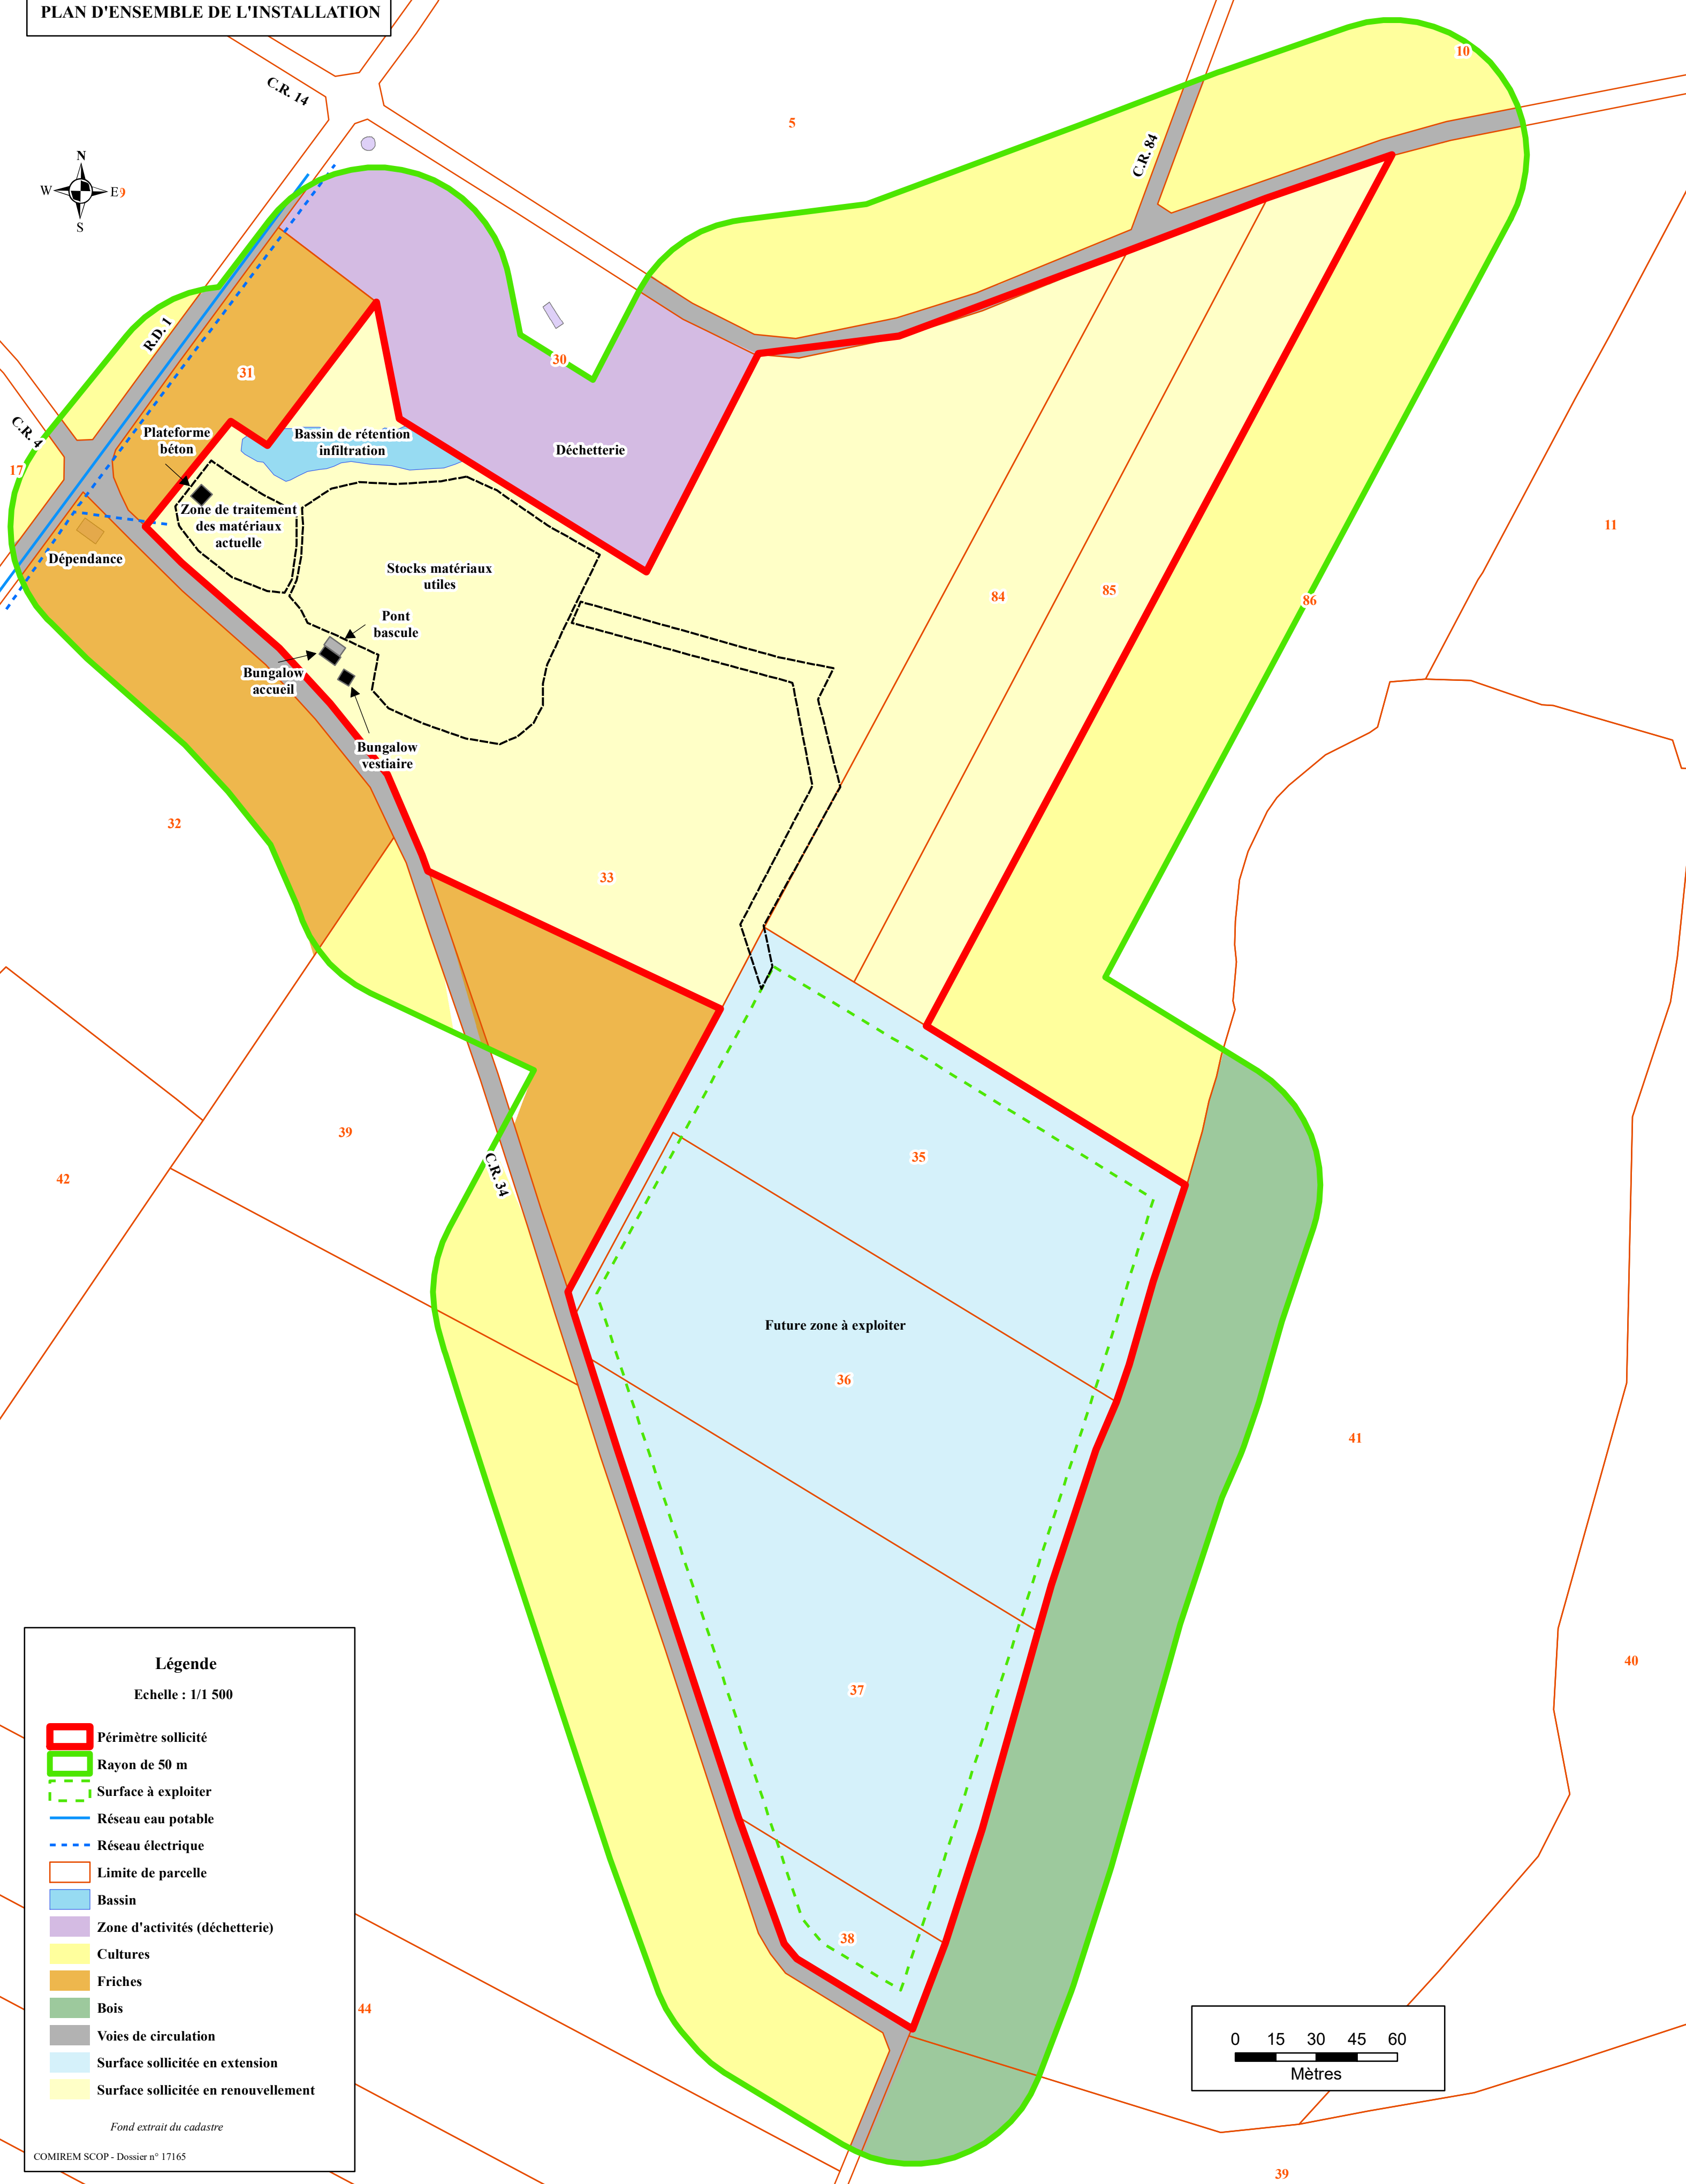 PLAN D'ENSEMBLE DE L'INSTALLATION
C.R. 14
N
W
E
S
9
5
10
C.R. 84
R.D. 1
31
30
C.R. 4
17
Plateforme
béton
Bassin de rétention
infiltration
Déchetterie
Zone de traitement
des matériaux
actuelle
Dépendance
Stocks matériaux
utiles
Pont
bascule
Bungalow
accueil
Bungalow
vestiaire
84
85
86
11
32
33
39
42
C.R. 34
35
Future zone à exploiter
36
41
37
40
38
44
39
Légende
Echelle : 1/1 500
Périmètre sollicité
Rayon de 50 m
Surface à exploiter
Réseau eau potable
Réseau électrique
Limite de parcelle
Bassin
Zone d'activités (déchetterie)
Cultures
Friches
Bois
Voies de circulation
Surface sollicitée en extension
Surface sollicitée en renouvellement
Fond extrait du cadastre
COMIREM SCOP - Dossier n° 17165
0 15 30 45 60
Mètres